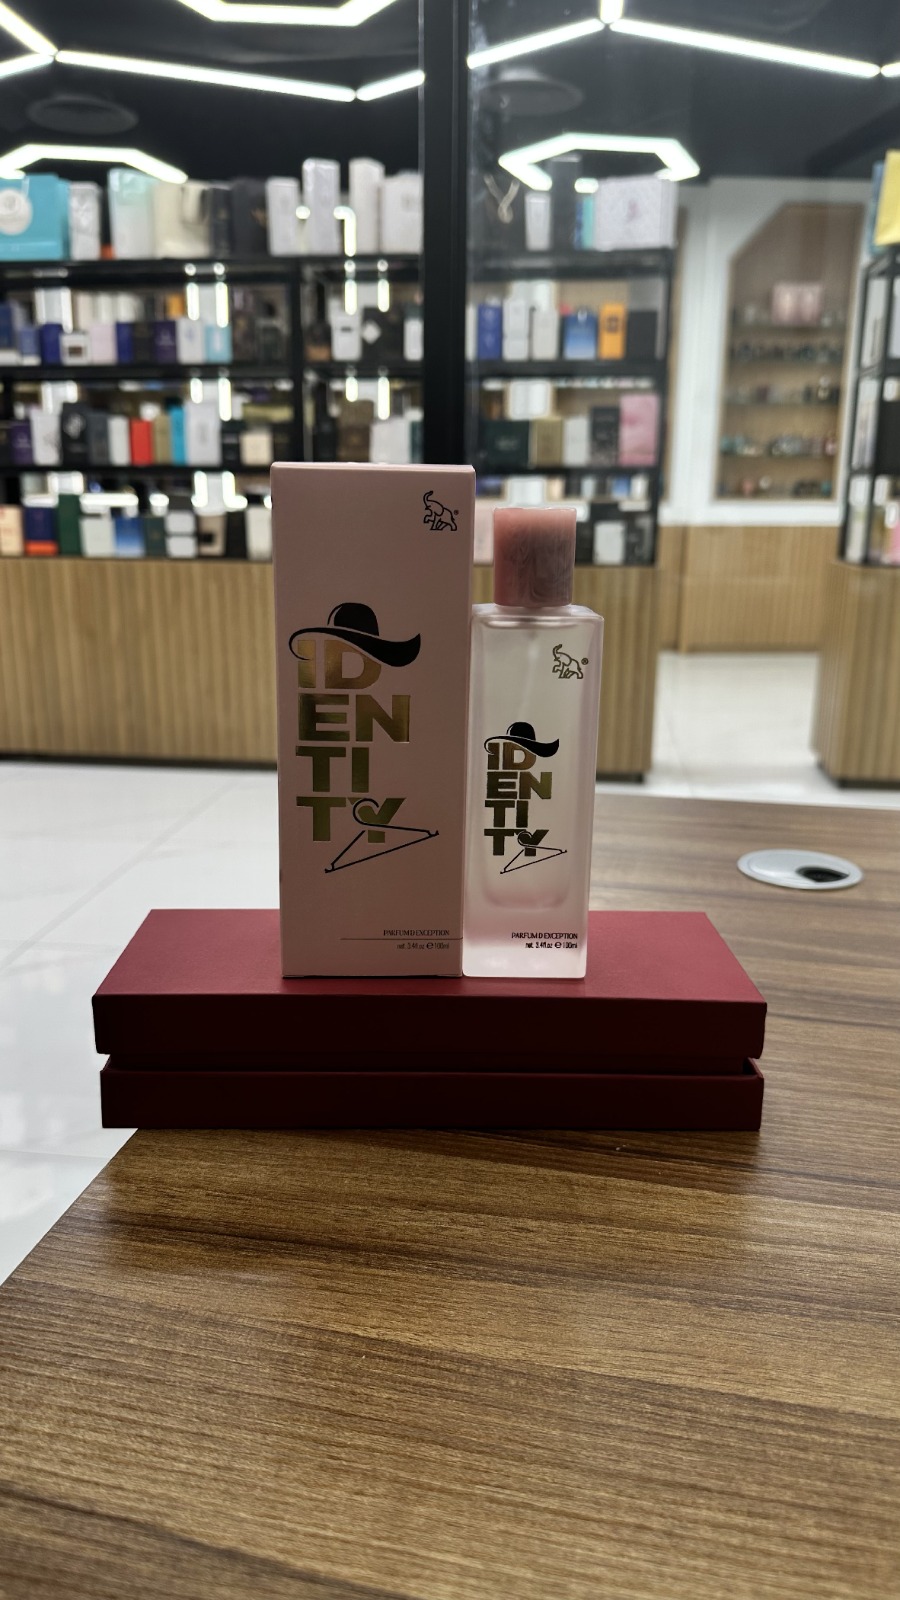 ID
EN
TI
TY
PARFUM D EXCEPTION
net. 3.4fl.oz ℮ 100ml
®
ID
EN
TI
TY
PARFUM D EXCEPTION
net. 3.4fl.oz ℮ 100ml
®